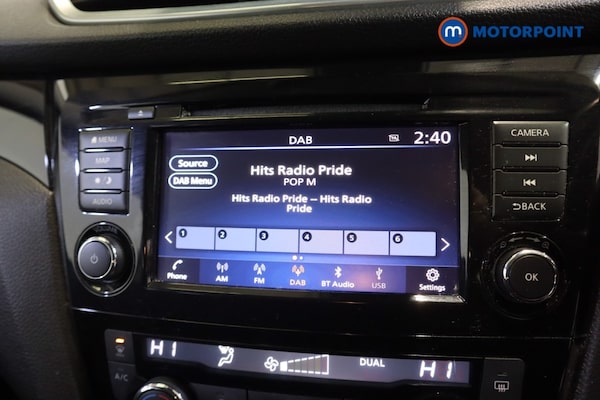 m MOTORPOINT
DAB
2:40
MENU
MAP
AUDIO
Source
DAB Menu
Hits Radio Pride
POP M
Hits Radio Pride -- Hits Radio
Pride
1 2 3 4 5 6
Phone AM FM DAB BT Audio USB Settings
CAMERA
BACK
OK
HI DUAL HI
A/C